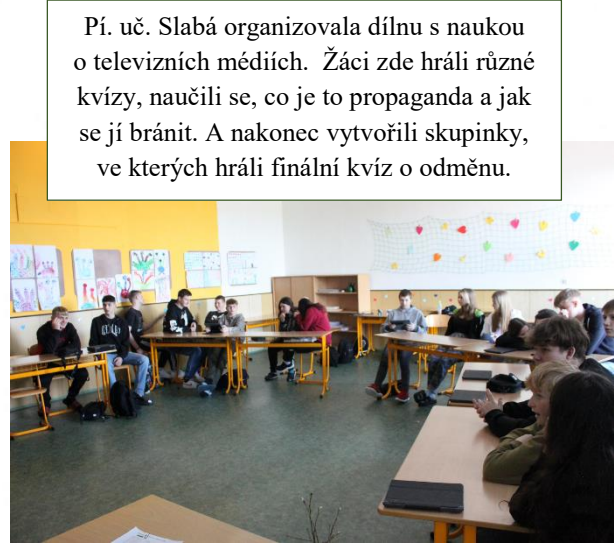 Pí. uč. Slabá organizovala dílnu s naukou
o televizních médiích.  Žáci zde hráli různé
kvízy, naučili se, co je to propaganda a jak
se jí bránit. A nakonec vytvořili skupinky,
ve kterých hráli finální kvíz o odměnu.